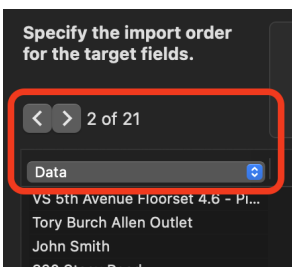 Specify the import order
for the target fields.
< > 2 of 21
Data
VS 5th Avenue Floorset 4.6 - Pl...
Tory Burch Allen Outlet
John Smith